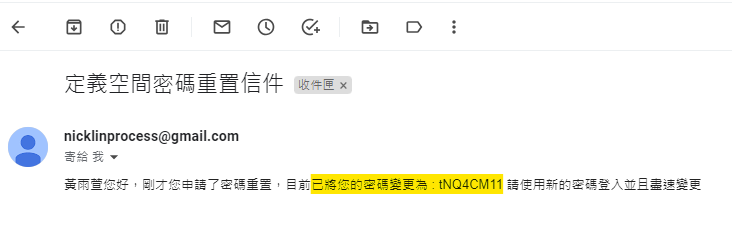 定義空間密碼重置信件 收件匣 ×
nicklinprocess@gmail.com
寄給 我
黃雨萱您好，剛才您申請了密碼重置，目前已將您的密碼變更為 : tNQ4CM11 請使用新的密碼登入並且盡速變更